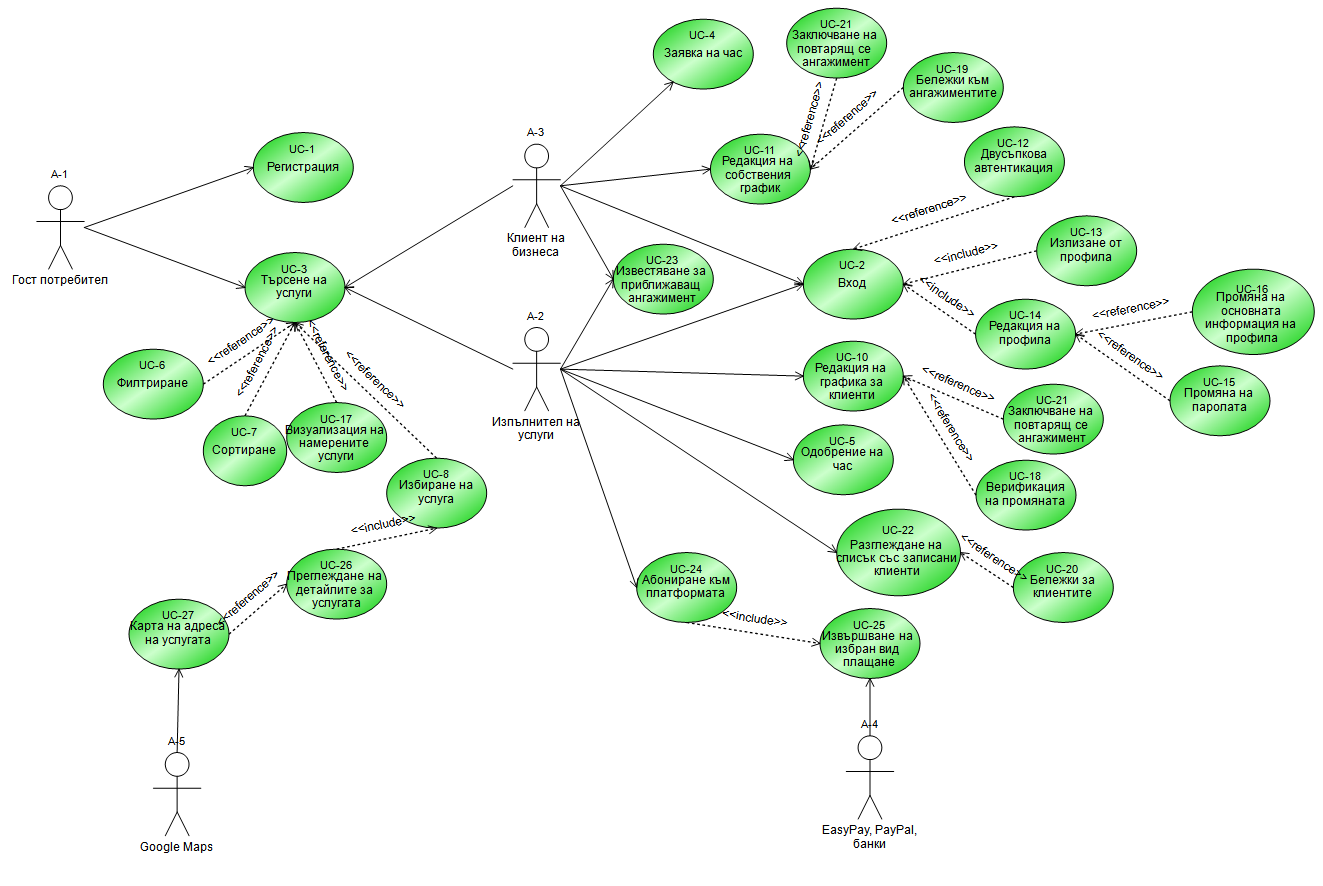 UC-4
Заявка на час
UC-21
Заключване на
повтарящ се
ангажимент
UC-19
Бележки към
ангажиментите
<<reference>>
<<reference>>
A-3
Клиент на
бизнеса
UC-1
Регистрация
A-1
Гост потребител
UC-11
Редакция на
собствения
график
UC-12
Двусъпкова
автентикация
<<reference>>
UC-13
Излизане от
профила
<<include>>
UC-3
Търсене на
услуги
UC-23
Известяване за
приближаващ
ангажимент
UC-2
Вход
<<include>>
UC-14
Редакция на
профила
<<reference>>
UC-16
Промяна на
основната
информация на
профила
<<reference>>
UC-15
Промяна на
паролата
A-2
Изпълнител на
услуги
<<reference>>
<<reference>>
<<reference>>
<<reference>>
UC-6
Филтриране
UC-7
Сортиране
UC-17
Визуализация на
намерените
услуги
UC-8
Избиране на
услуга
UC-10
Редакция на
графика за
клиенти
<<reference>>
<<reference>>
UC-21
Заключване на
повтарящ се
ангажимент
UC-5
Одобрение на
час
UC-18
Верификация
на промяната
<<include>>
UC-22
Разглеждане на
списък със записани
клиенти
<<reference>>
UC-20
Бележки за
клиентите
UC-26
Преглеждане на
детайлите за
услугата
<<reference>>
UC-24
Абониране към
платформата
<<include>>
UC-27
Карта на адреса
на услугата
UC-25
Извършване на
избран вид
плащане
A-5
Google Maps
A-4
EasyPay, PayPal,
банки